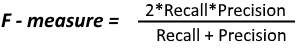 F - measure = 2*Recall*Precision
Recall + Precision